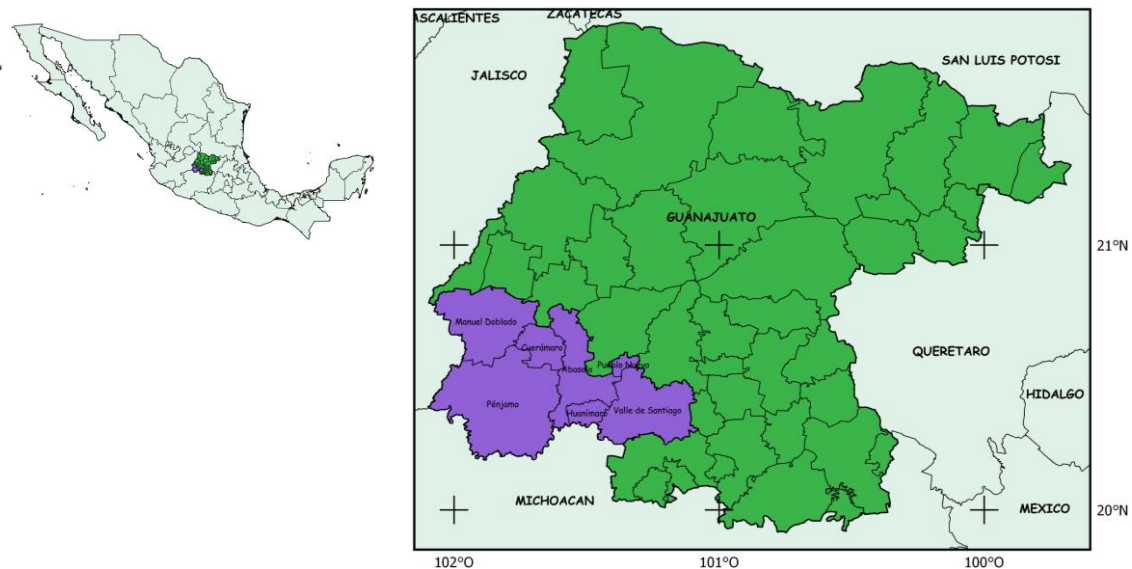 ASCALIENTES
ZACATECAS
JALISCO
SAN LUIS POTOSI
GUANAJUATO
21°N
Manuel Doblado
Cuerámaro
QUERETARO
Pueblo Nuevo
Abasolo
HIDALGO
Pénjamo
Huanímaro
Valle de Santiago
MICHOACAN
MEXICO
20°N
102°O
101°O
100°O